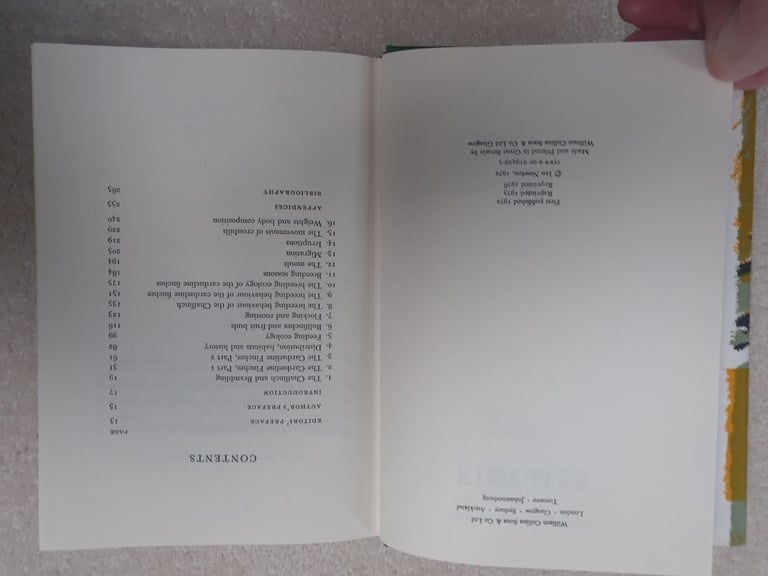 William Collins Sons & Co Ltd
London · Glasgow · Sydney · Auckland
Toronto · Johannesburg
FINCHES
First published 1972
Reprinted 1975
Reprinted 1978
© Ian Newton, 1972
ISBN 0 00
Made and Printed in Great Britain by
William Collins Sons & Co Ltd Glasgow
CONTENTS
PAGE
EDITORS' PREFACE 13
AUTHOR'S PREFACE 15
INTRODUCTION 17
1. The Chaffinch and Brambling 19
2. The Cardueline Finches, Part 1 31
3. The Cardueline Finches, Part 2 61
4. Distribution, habitats and history 82
5. Feeding ecology 99
6. Bullfinches and fruit buds 116
7. Flocking and roosting 123
8. The breeding behaviour of the Chaffinch 135
9. The breeding behaviour of the cardueline finches 151
10. The breeding ecology of the cardueline finches 175
11. Breeding seasons 184
12. The moult 194
13. Migration 205
14. Irruptions 219
15. The movements of crossbills 229
16. Weights and body composition 240
APPENDICES 255
BIBLIOGRAPHY 265